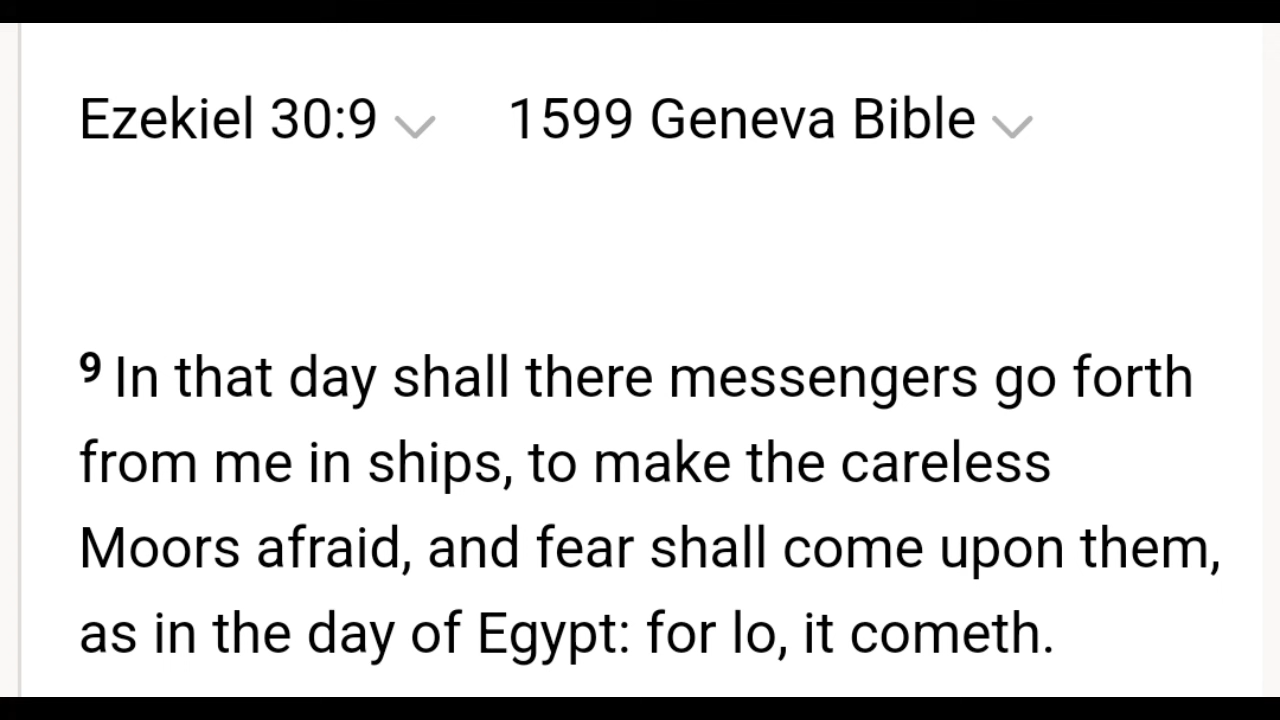 Ezekiel 30:9 1599 Geneva Bible
9 In that day shall there messengers go forth
from me in ships, to make the careless
Moors afraid, and fear shall come upon them,
as in the day of Egypt: for lo, it cometh.